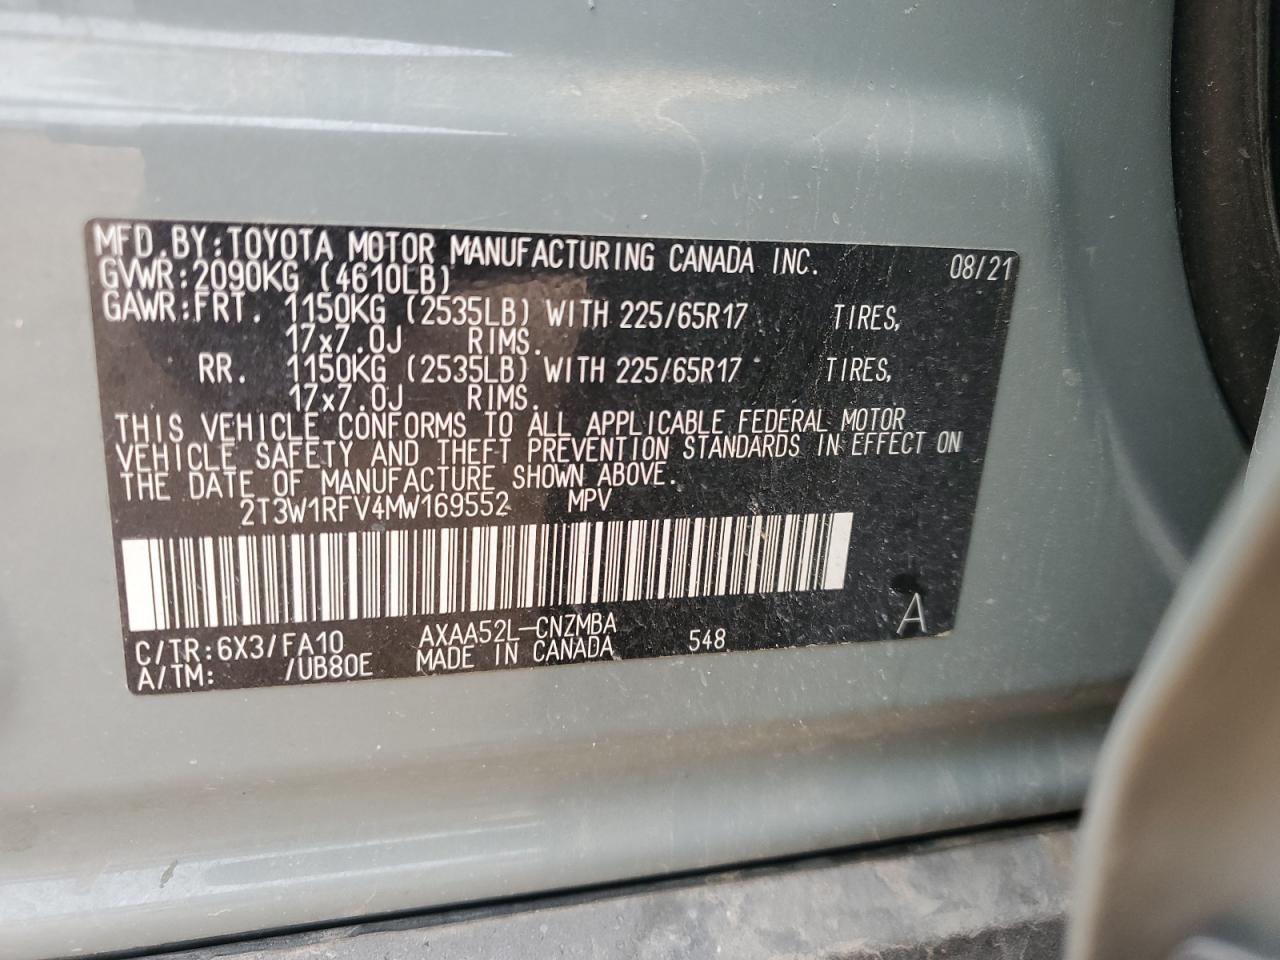 MFD.BY:TOYOTA MOTOR MANUFACTURING CANADA INC. 08/21
GVWR:2090KG (4610LB)
GAWR:FRT. 1150KG (2535LB) WITH 225/65R17 TIRES,
17x7.0J RIMS.
RR. 1150KG (2535LB) WITH 225/65R17 TIRES,
17x7.0J RIMS.
THIS VEHICLE CONFORMS TO ALL APPLICABLE FEDERAL MOTOR
VEHICLE SAFETY AND THEFT PREVENTION STANDARDS IN EFFECT ON
THE DATE OF MANUFACTURE SHOWN ABOVE.
2T3W1RFV4MW169552 MPV
C/TR:6X3/FA10 AXAA52L-CNZMBA A
A/TM: /UB80E MADE IN CANADA 548